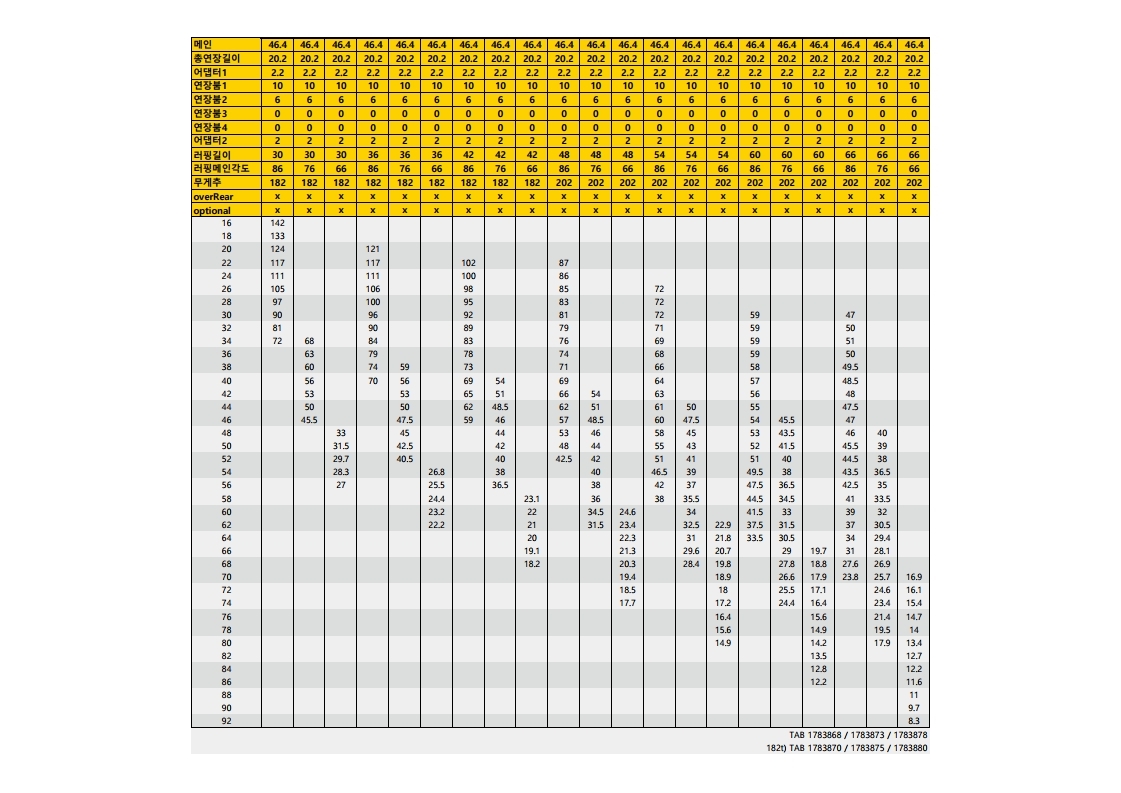 메인 46.4 46.4 46.4 46.4 46.4 46.4 46.4 46.4 46.4 46.4 46.4 46.4 46.4 46.4 46.4 46.4 46.4 46.4 46.4 46.4 46.4
총연장길이 20.2 20.2 20.2 20.2 20.2 20.2 20.2 20.2 20.2 20.2 20.2 20.2 20.2 20.2 20.2 20.2 20.2 20.2 20.2 20.2 20.2
어댑터1 2.2 2.2 2.2 2.2 2.2 2.2 2.2 2.2 2.2 2.2 2.2 2.2 2.2 2.2 2.2 2.2 2.2 2.2 2.2 2.2 2.2
연장붐1 10 10 10 10 10 10 10 10 10 10 10 10 10 10 10 10 10 10 10 10 10
연장붐2 6 6 6 6 6 6 6 6 6 6 6 6 6 6 6 6 6 6 6 6 6
연장붐3 0 0 0 0 0 0 0 0 0 0 0 0 0 0 0 0 0 0 0 0 0
연장붐4 0 0 0 0 0 0 0 0 0 0 0 0 0 0 0 0 0 0 0 0 0
어댑터2 2 2 2 2 2 2 2 2 2 2 2 2 2 2 2 2 2 2 2 2 2
러핑길이 30 30 30 36 36 36 42 42 42 48 48 48 54 54 54 60 60 60 66 66 66
러핑메인각도 86 76 66 86 76 66 86 76 66 86 76 66 86 76 66 86 76 66 86 76 66
무게추 182 182 182 182 182 182 182 182 182 202 202 202 202 202 202 202 202 202 202 202 202
overRear x x x x x x x x x x x x x x x x x x x x x
optional x x x x x x x x x x x x x x x x x x x x x
16 142
18 133
20 124 121
22 117 117 102 87
24 111 111 100 86
26 105 106 98 85 72
28 97 100 95 83 72
30 90 96 92 81 72 59 47
32 81 90 89 79 71 59 50
34 72 68 84 83 76 69 59 51
36 63 79 78 74 68 59 50
38 60 74 59 73 71 66 58 49.5
40 56 70 56 69 54 69 64 57 48.5
42 53 53 65 51 66 54 63 56 48
44 50 50 62 48.5 62 51 61 50 55 47.5
46 45.5 47.5 59 46 57 48.5 60 47.5 54 45.5 47
48 33 45 44 53 46 58 45 53 43.5 46 40
50 31.5 42.5 42 48 44 55 43 52 41.5 45.5 39
52 29.7 40.5 40 42.5 42 51 41 51 40 44.5 38
54 28.3 26.8 38 40 46.5 39 49.5 38 43.5 36.5
56 27 25.5 36.5 38 42 37 47.5 36.5 42.5 35
58 24.4 23.1 36 38 35.5 44.5 34.5 41 33.5
60 23.2 22 34.5 24.6 34 41.5 33 39 32
62 22.2 21 31.5 23.4 32.5 22.9 37.5 31.5 37 30.5
64 20 22.3 31 21.8 33.5 30.5 34 29.4
66 19.1 21.3 29.6 20.7 29 19.7 31 28.1
68 18.2 20.3 28.4 19.8 27.8 18.8 27.6 26.9
70 19.4 18.9 26.6 17.9 23.8 25.7 16.9
72 18.5 18 25.5 17.1 24.6 16.1
74 17.7 17.2 24.4 16.4 23.4 15.4
76 16.4 15.6 21.4 14.7
78 15.6 14.9 19.5 14
80 14.9 14.2 17.9 13.4
82 13.5 12.7
84 12.8 12.2
86 12.2 11.6
88 11
90 9.7
92 8.3
TAB 1783868 / 1783873 / 1783878
182t) TAB 1783870 / 1783875 / 1783880